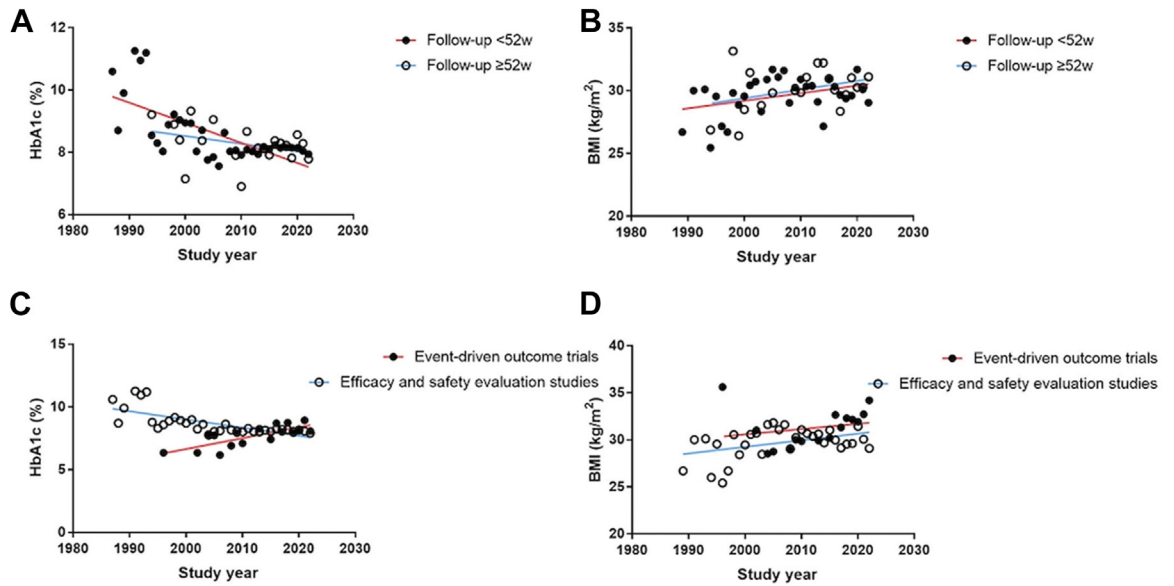 A
12
10
8
6
HbA1c (%)
1980 1990 2000 2010 2020 2030
Study year
Follow-up <52w
Follow-up ≥52w
B
35
30
25
20
BMI (kg/m²)
1980 1990 2000 2010 2020 2030
Study year
Follow-up <52w
Follow-up ≥52w
C
15
10
5
0
HbA1c (%)
1980 1990 2000 2010 2020 2030
Study year
Event-driven outcome trials
Efficacy and safety evaluation studies
D
40
35
30
25
20
BMI (kg/m²)
1980 1990 2000 2010 2020 2030
Study year
Event-driven outcome trials
Efficacy and safety evaluation studies